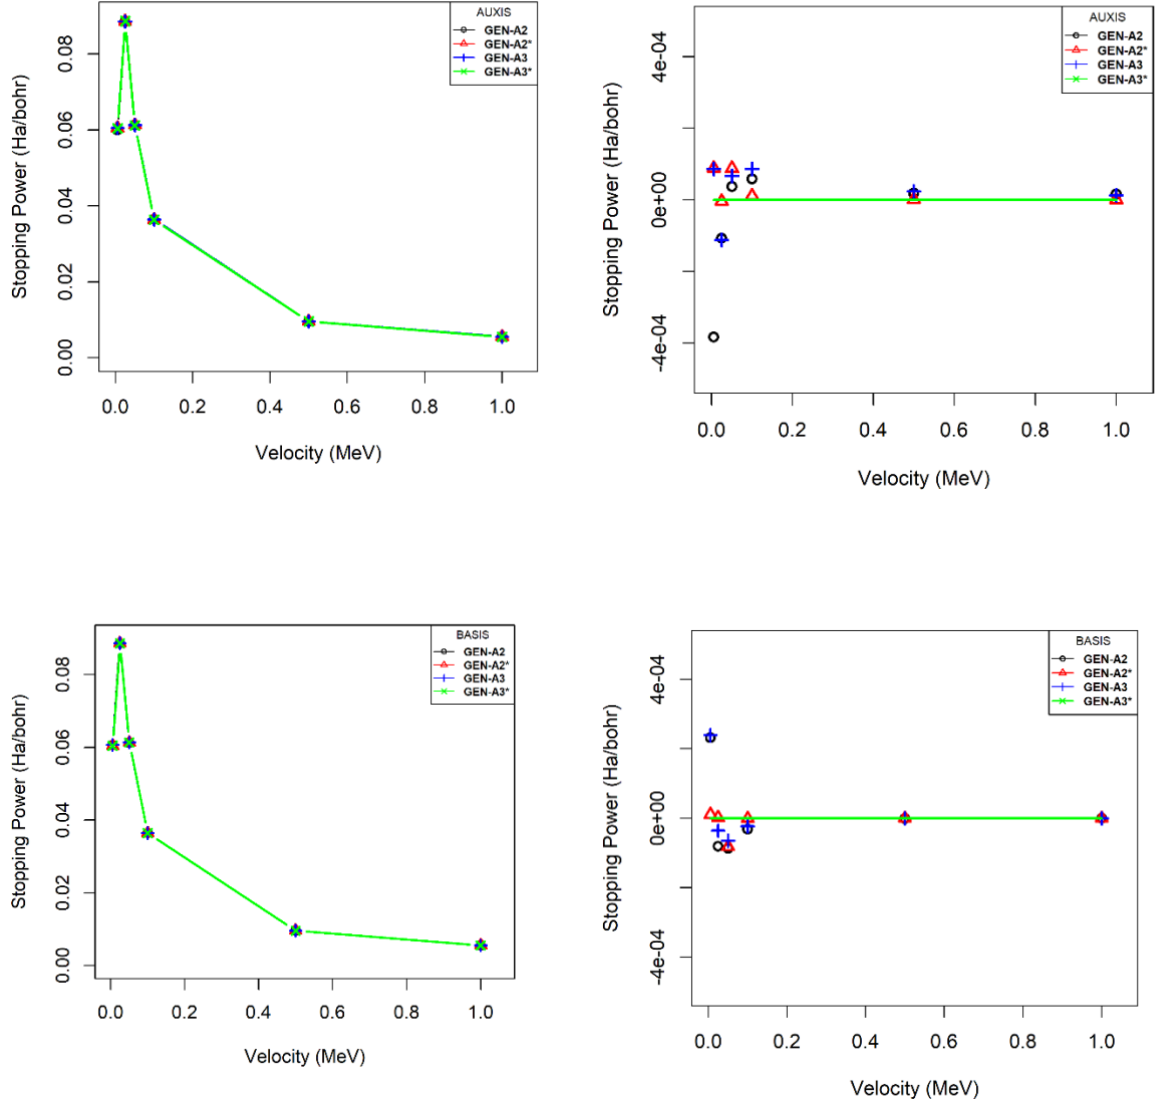 AUXIS
GEN-A2
GEN-A2*
GEN-A3
GEN-A3*
0.08
0.06
0.04
0.02
0.00
Stopping Power (Ha/bohr)
0.0 0.2 0.4 0.6 0.8 1.0
Velocity (MeV)
AUXIS
GEN-A2
GEN-A2*
GEN-A3
GEN-A3*
4e-04
0e+00
-4e-04
Stopping Power (Ha/bohr)
0.0 0.2 0.4 0.6 0.8 1.0
Velocity (MeV)
BASIS
GEN-A2
GEN-A2*
GEN-A3
GEN-A3*
0.08
0.06
0.04
0.02
0.00
Stopping Power (Ha/bohr)
0.0 0.2 0.4 0.6 0.8 1.0
Velocity (MeV)
BASIS
GEN-A2
GEN-A2*
GEN-A3
GEN-A3*
4e-04
0e+00
-4e-04
Stopping Power (Ha/bohr)
0.0 0.2 0.4 0.6 0.8 1.0
Velocity (MeV)